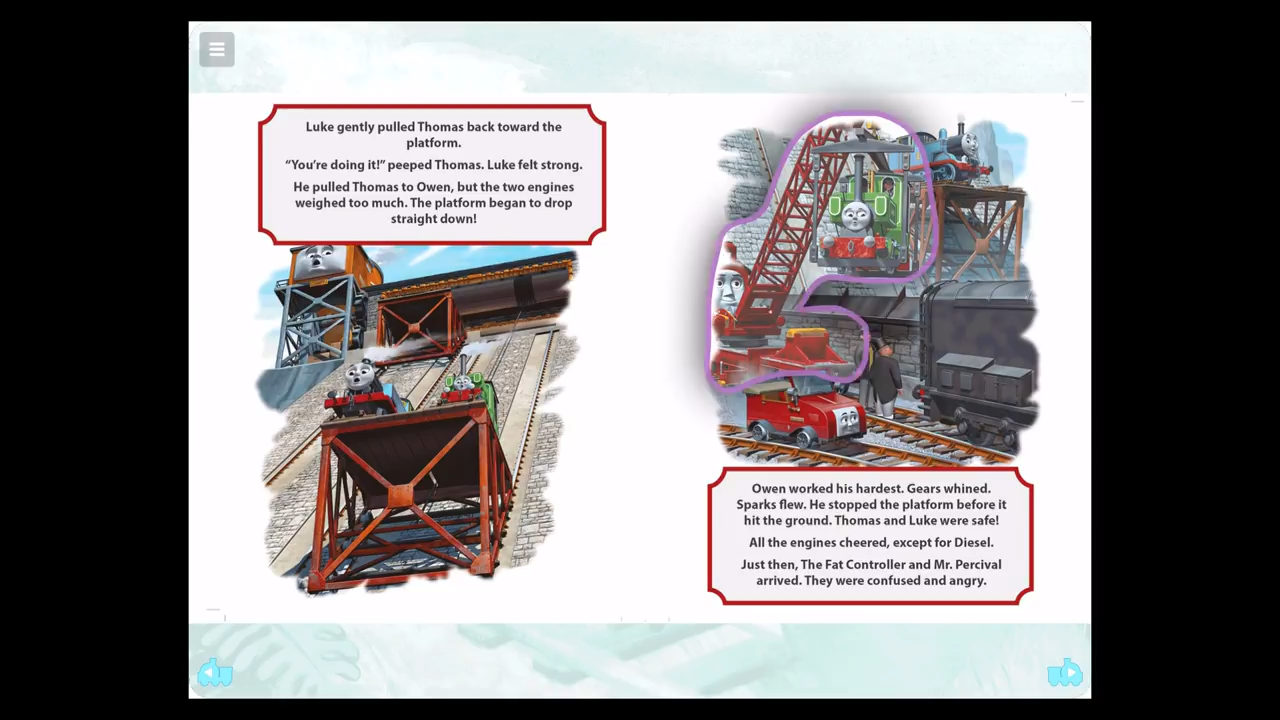 Luke gently pulled Thomas back toward the
platform.
“You’re doing it!” peeped Thomas. Luke felt strong.
He pulled Thomas to Owen, but the two engines
weighed too much. The platform began to drop
straight down!
Owen worked his hardest. Gears whined.
Sparks flew. He stopped the platform before it
hit the ground. Thomas and Luke were safe!
All the engines cheered, except for Diesel.
Just then, The Fat Controller and Mr. Percival
arrived. They were confused and angry.